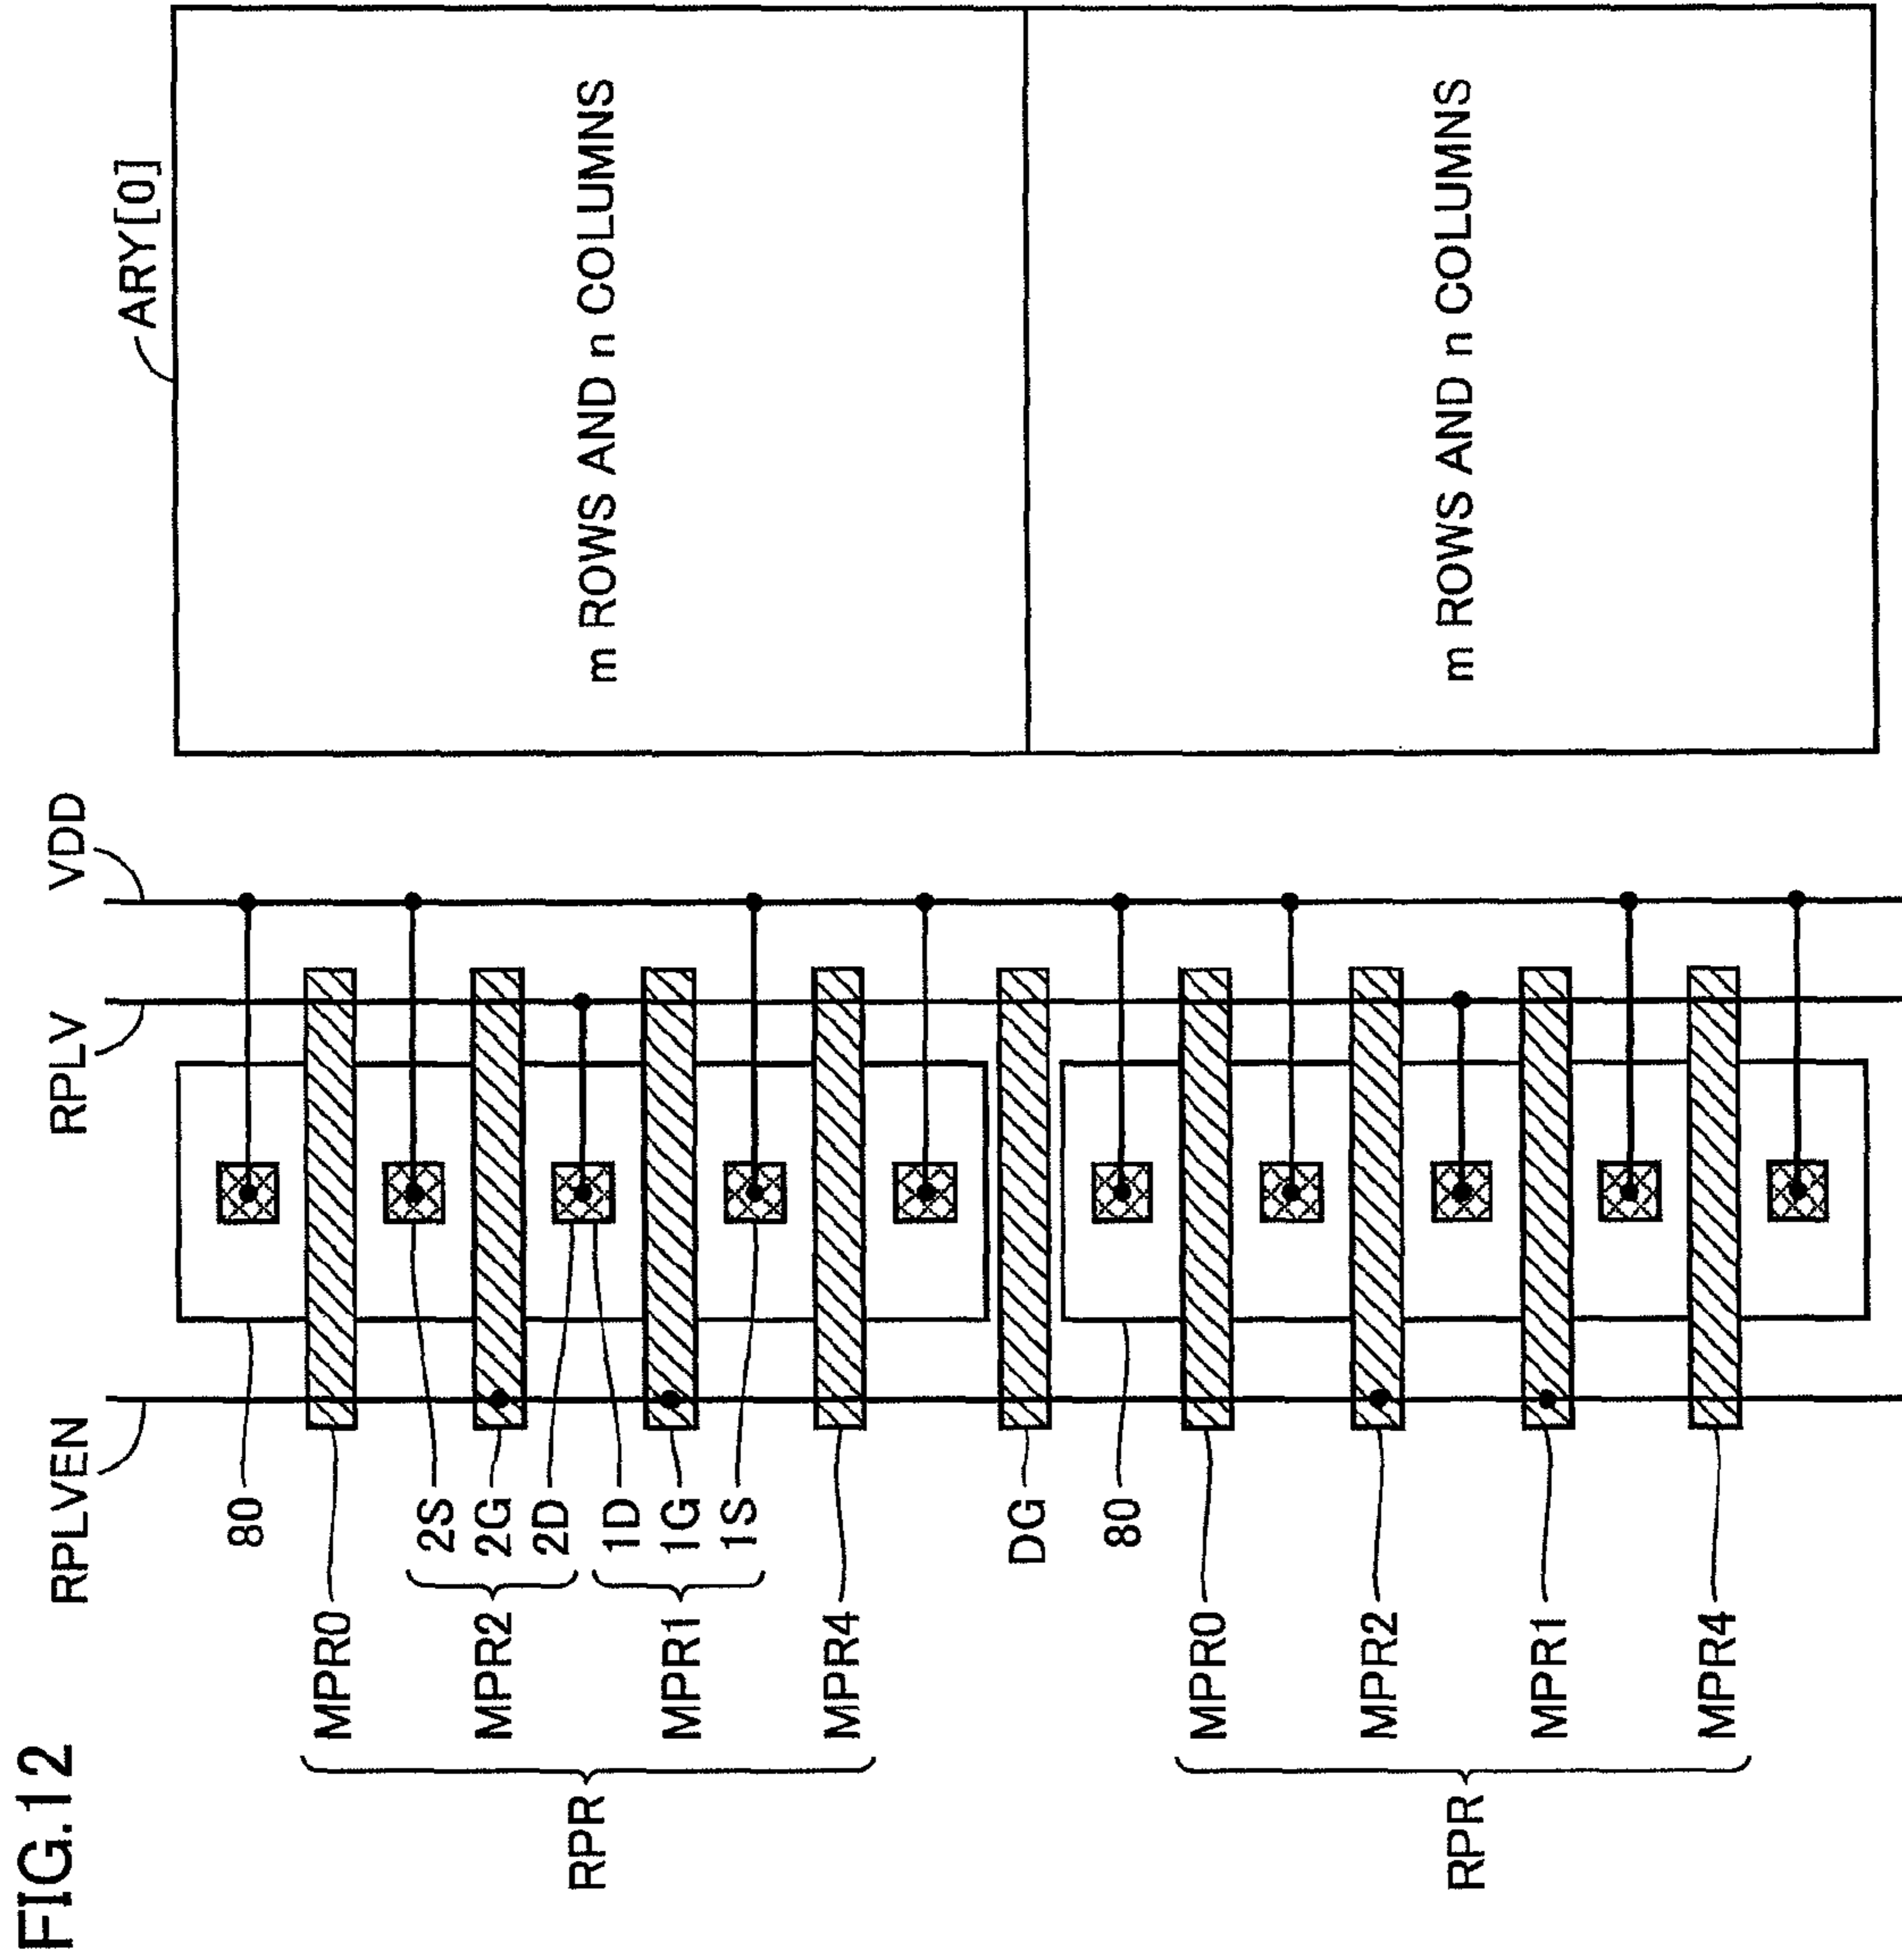 FIG.12
RPLVEN
RPLV
VDD
ARY[0]
m ROWS AND n COLUMNS
m ROWS AND n COLUMNS
80
MPR0
2S
2G
2D
MPR2
1D
1G
1S
MPR1
MPR4
RPR
DG
80
MPR0
MPR2
MPR1
MPR4
RPR